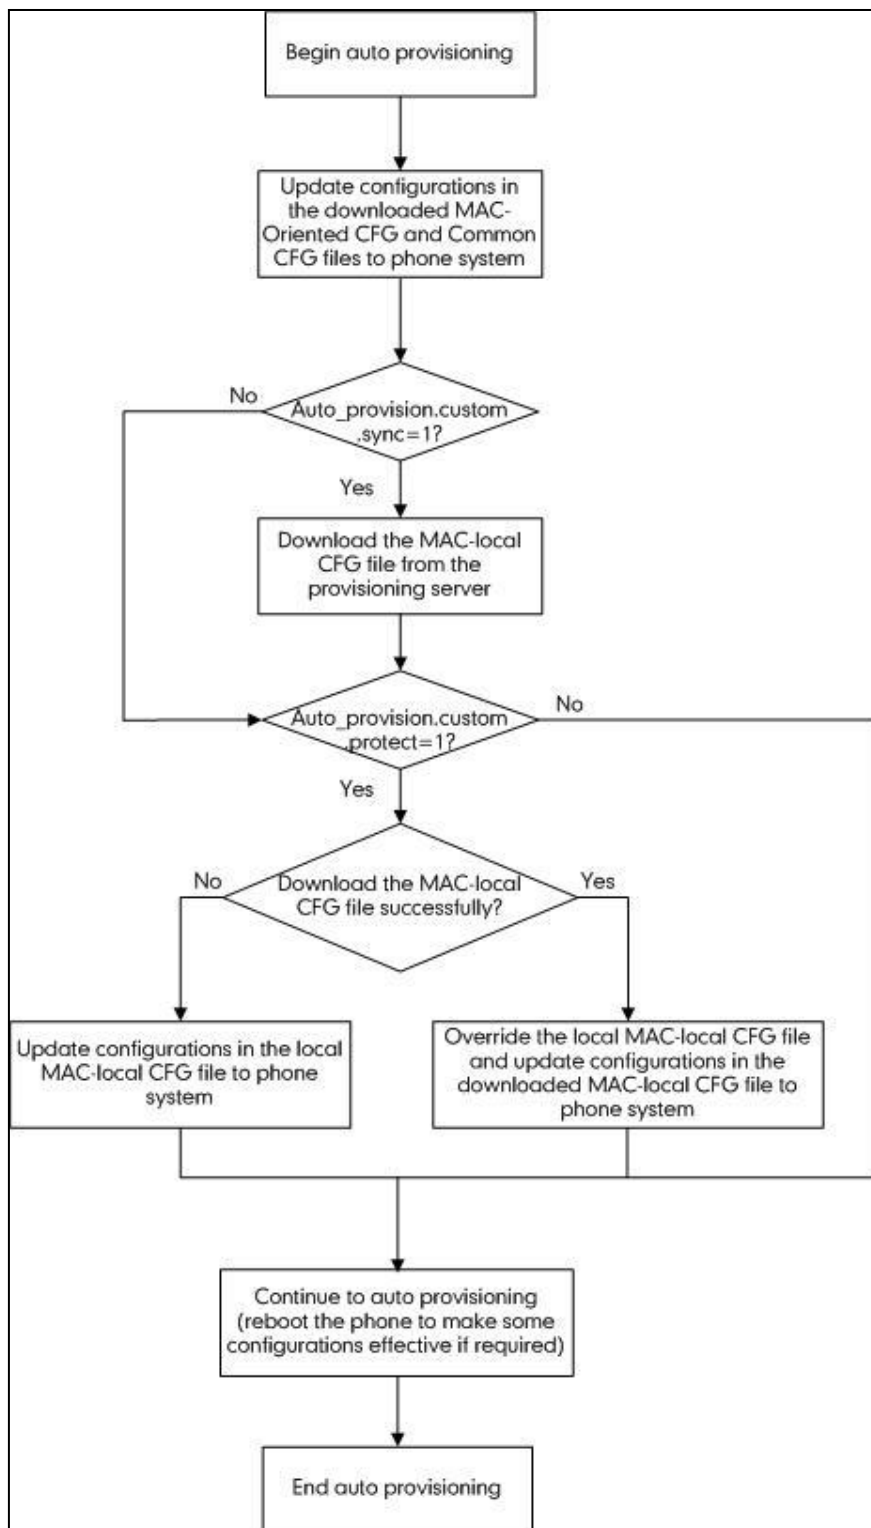 Begin auto provisioning
Update configurations in
the downloaded MAC-
Oriented CFG and Common
CFG files to phone system
No
Auto_provision.custom
.sync=1?
Yes
Download the MAC-local
CFG file from the
provisioning server
No
Auto_provision.custom
.protect=1?
Yes
No
Download the MAC-local
CFG file successfully?
Yes
Update configurations in the local
MAC-local CFG file to phone
system
Override the local MAC-local CFG file
and update configurations in the
downloaded MAC-local CFG file to
phone system
Continue to auto provisioning
(reboot the phone to make some
configurations effective if required)
End auto provisioning